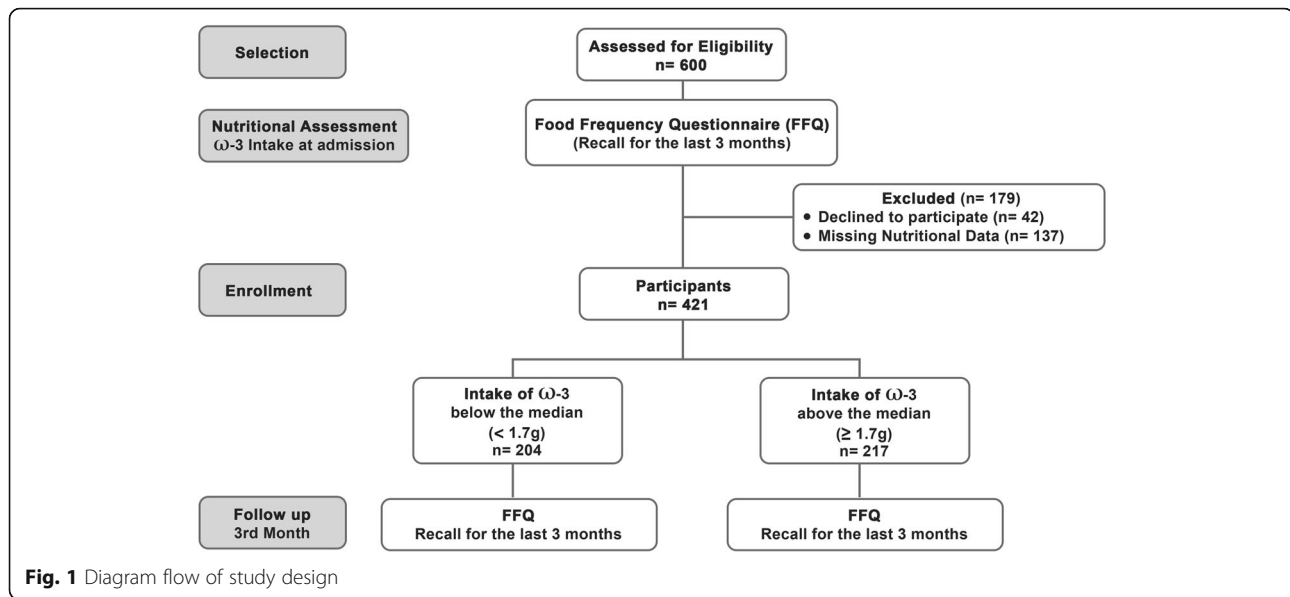 Selection
Assessed for Eligibility
n= 600
Nutritional Assessment
ω-3 Intake at admission
Food Frequency Questionnaire (FFQ)
(Recall for the last 3 months)
Excluded (n= 179)
• Declined to participate (n= 42)
• Missing Nutritional Data (n= 137)
Enrollment
Participants
n= 421
Intake of ω-3
below the median
(< 1.7g)
n= 204
Intake of ω-3
above the median
(≥ 1.7g)
n= 217
Follow up
3rd Month
FFQ
Recall for the last 3 months
FFQ
Recall for the last 3 months
Fig. 1 Diagram flow of study design